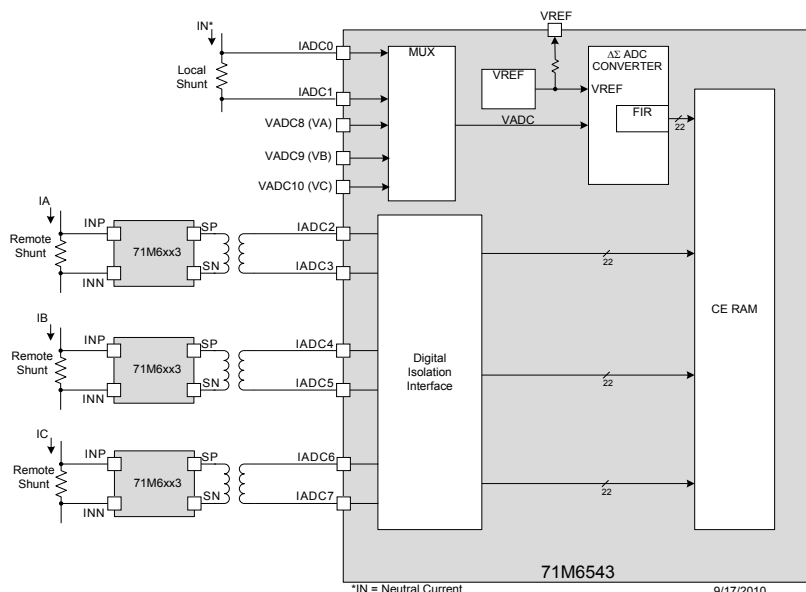 IN*
Local
Shunt
IADC0
IADC1
VADC8 (VA)
VADC9 (VB)
VADC10 (VC)
MUX
VREF
VREF
ΔΣ ADC
CONVERTER
VREF
FIR
VADC
22
CE RAM
IA
Remote
Shunt
INP
INN
71M6xx3
SP
SN
IADC2
IADC3
22
IB
Remote
Shunt
INP
INN
71M6xx3
SP
SN
IADC4
IADC5
Digital
Isolation
Interface
22
IC
Remote
Shunt
INP
INN
71M6xx3
SP
SN
IADC6
IADC7
22
71M6543
*IN = Neutral Current
9/17/2010